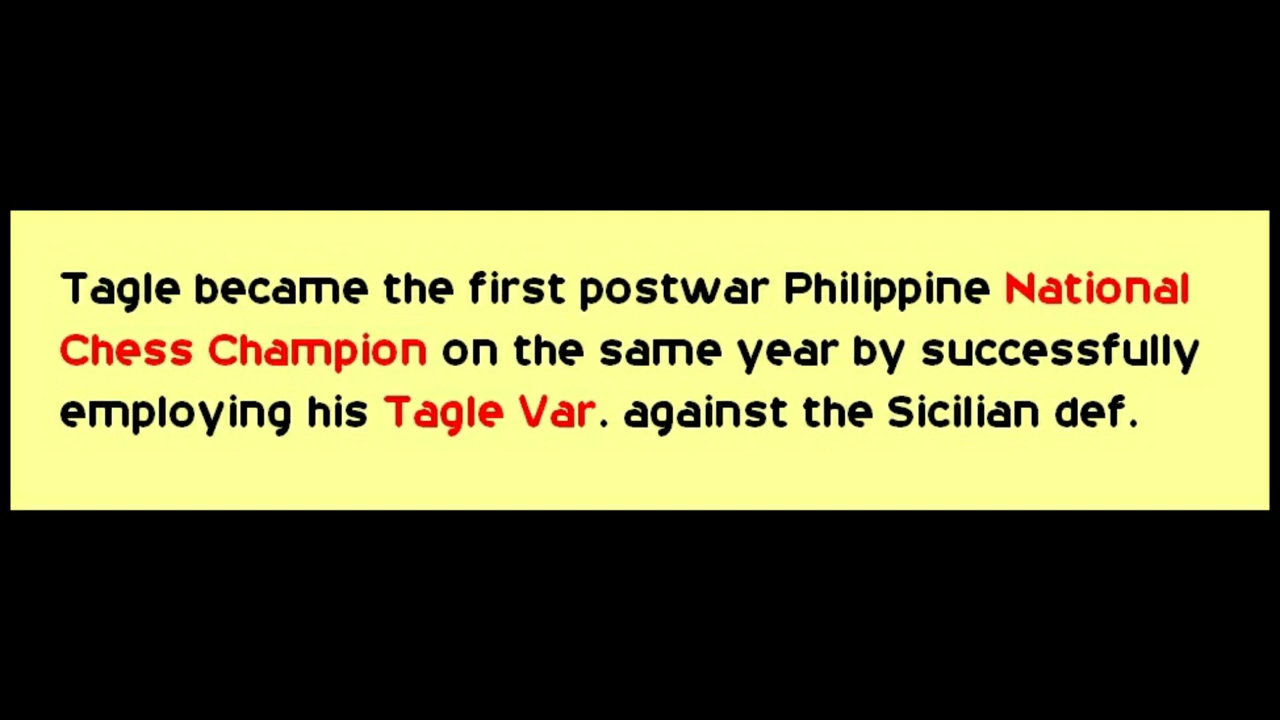 Tagle became the first postwar Philippine National
Chess Champion on the same year by successfully
employing his Tagle Var. against the Sicilian def.